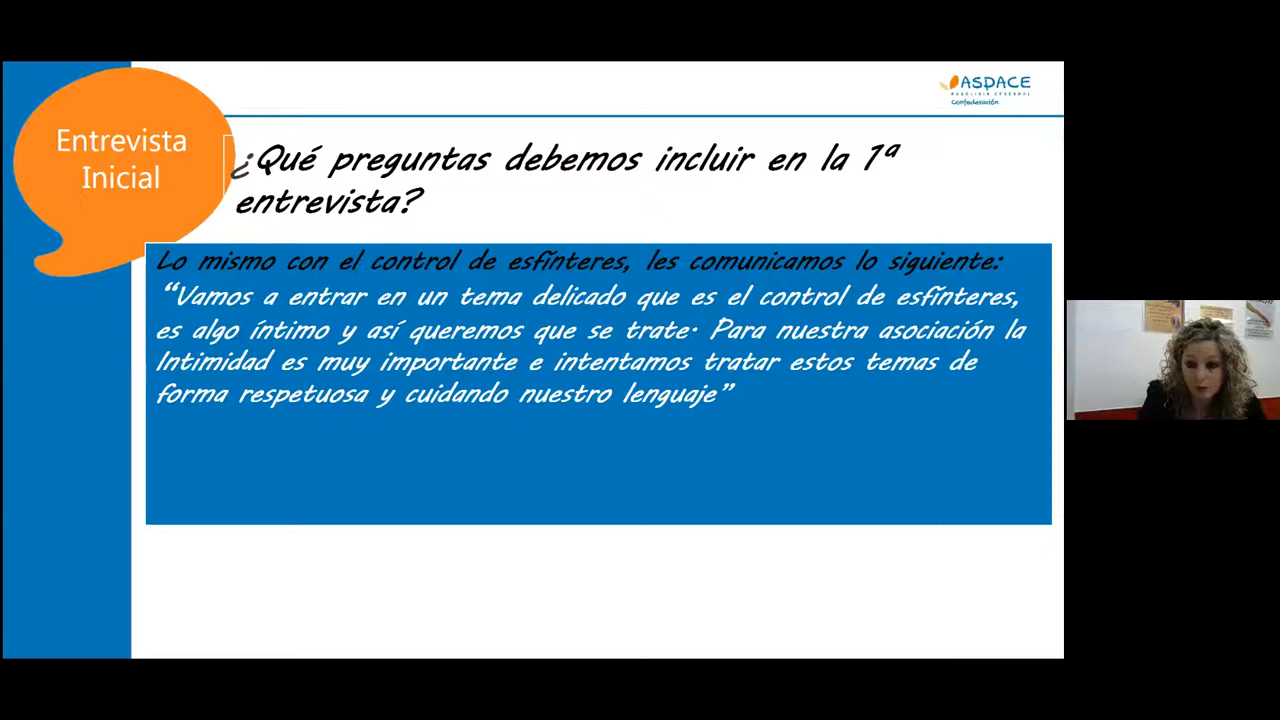 Entrevista
Inicial
ASPACE
Confederación
¿Qué preguntas debemos incluir en la 1ª
entrevista?
Lo mismo con el control de esfínteres, les comunicamos lo siguiente:
“Vamos a entrar en un tema delicado que es el control de esfínteres,
es algo íntimo y así queremos que se trate. Para nuestra asociación la
Intimidad es muy importante e intentamos tratar estos temas de
forma respetuosa y cuidando nuestro lenguaje”